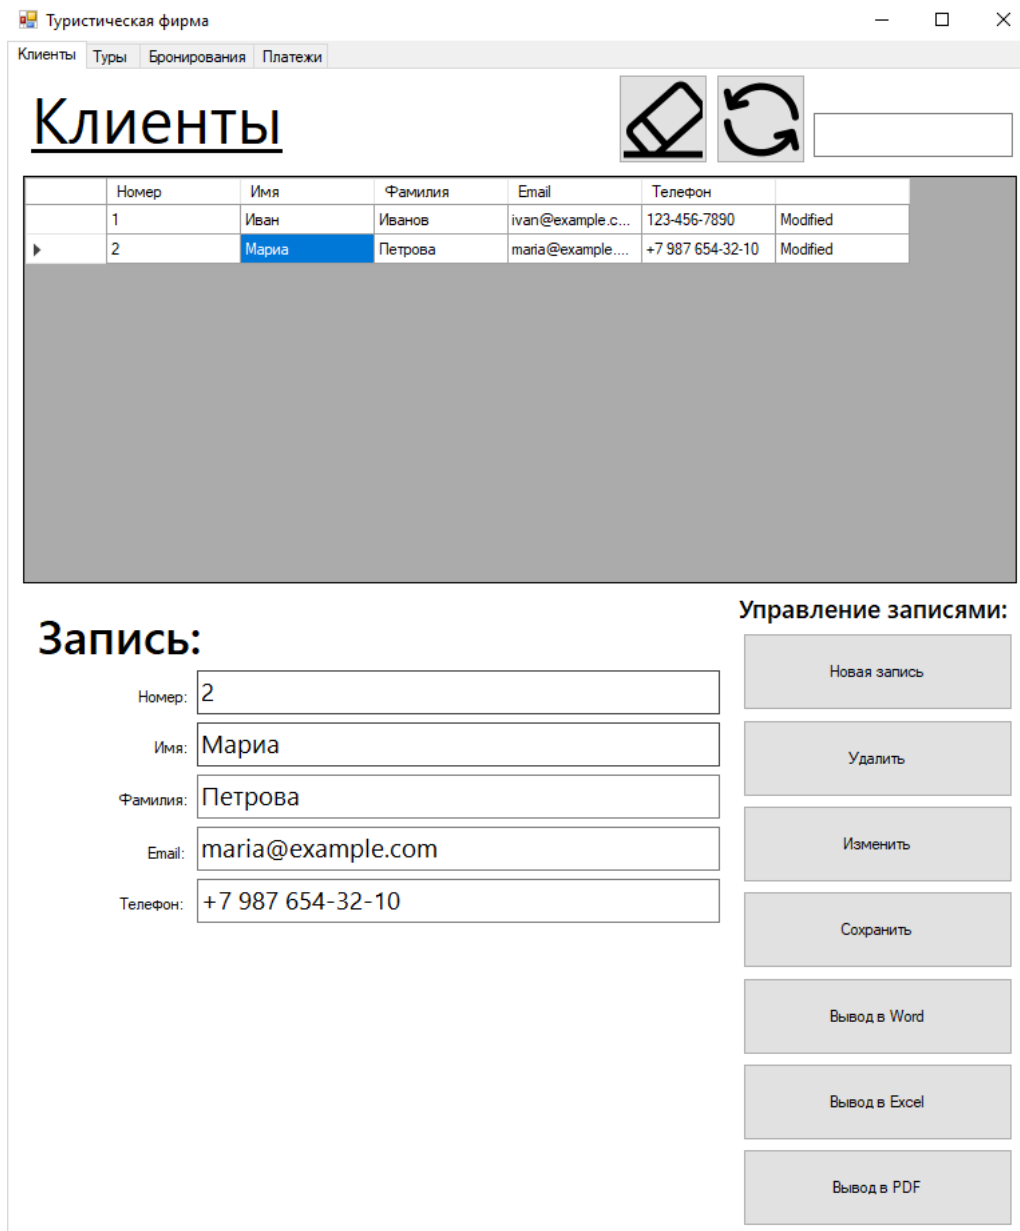 Туристическая фирма
Клиенты Туры Бронирования Платежи
Клиенты
Номер Имя Фамилия Email Телефон
1 Иван Иванов ivan@example.c... 123-456-7890 Modified
2 Мариа Петрова maria@example.... +7 987 654-32-10 Modified
Запись:
Номер: 2
Имя: Мариа
Фамилия: Петрова
Email: maria@example.com
Телефон: +7 987 654-32-10
Управление записями:
Новая запись
Удалить
Изменить
Сохранить
Вывод в Word
Вывод в Excel
Вывод в PDF